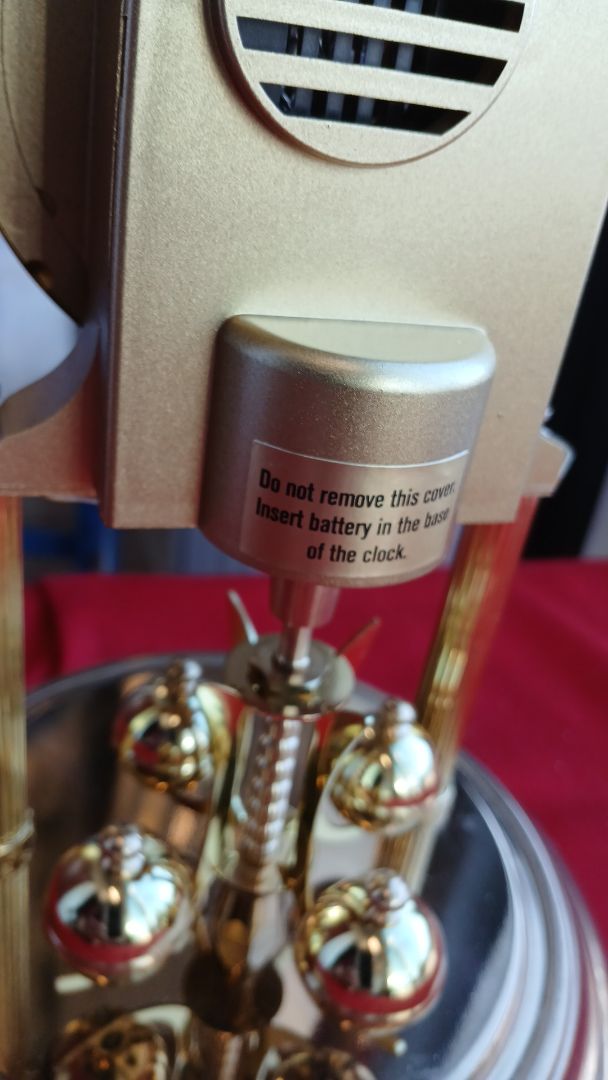 Do not remove this cover.
Insert battery in the base
of the clock.